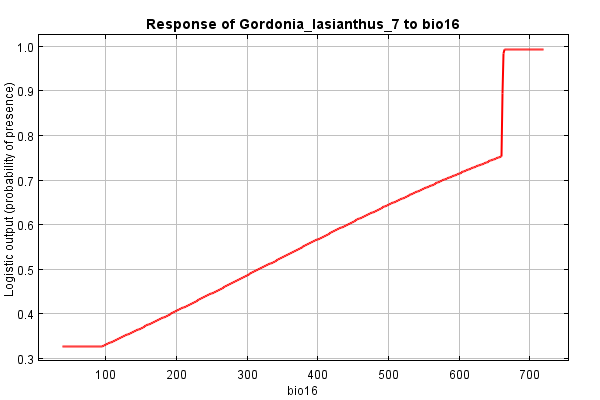 Response of Gordonia_lasianthus_7 to bio16
Logistic output (probability of presence)
1.0
0.9
0.8
0.7
0.6
0.5
0.4
0.3
100 200 300 400 500 600 700
bio16